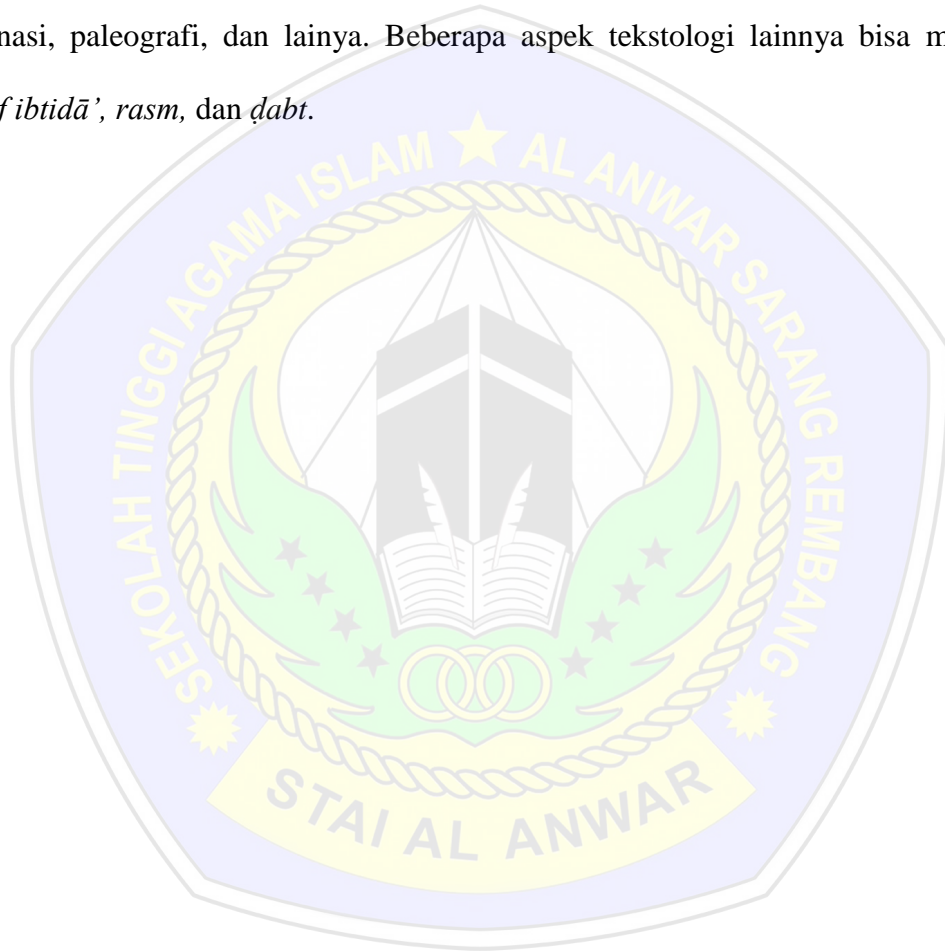 nasi, paleografi, dan lainya. Beberapa aspek tekstologi lainnya bisa m
f ibtidā’, rasm, dan ḍabt.
SEKOLAH TINGGI AGAMA ISLAM ★ AL ANWAR SARANG REMBANG
STAI AL ANWAR